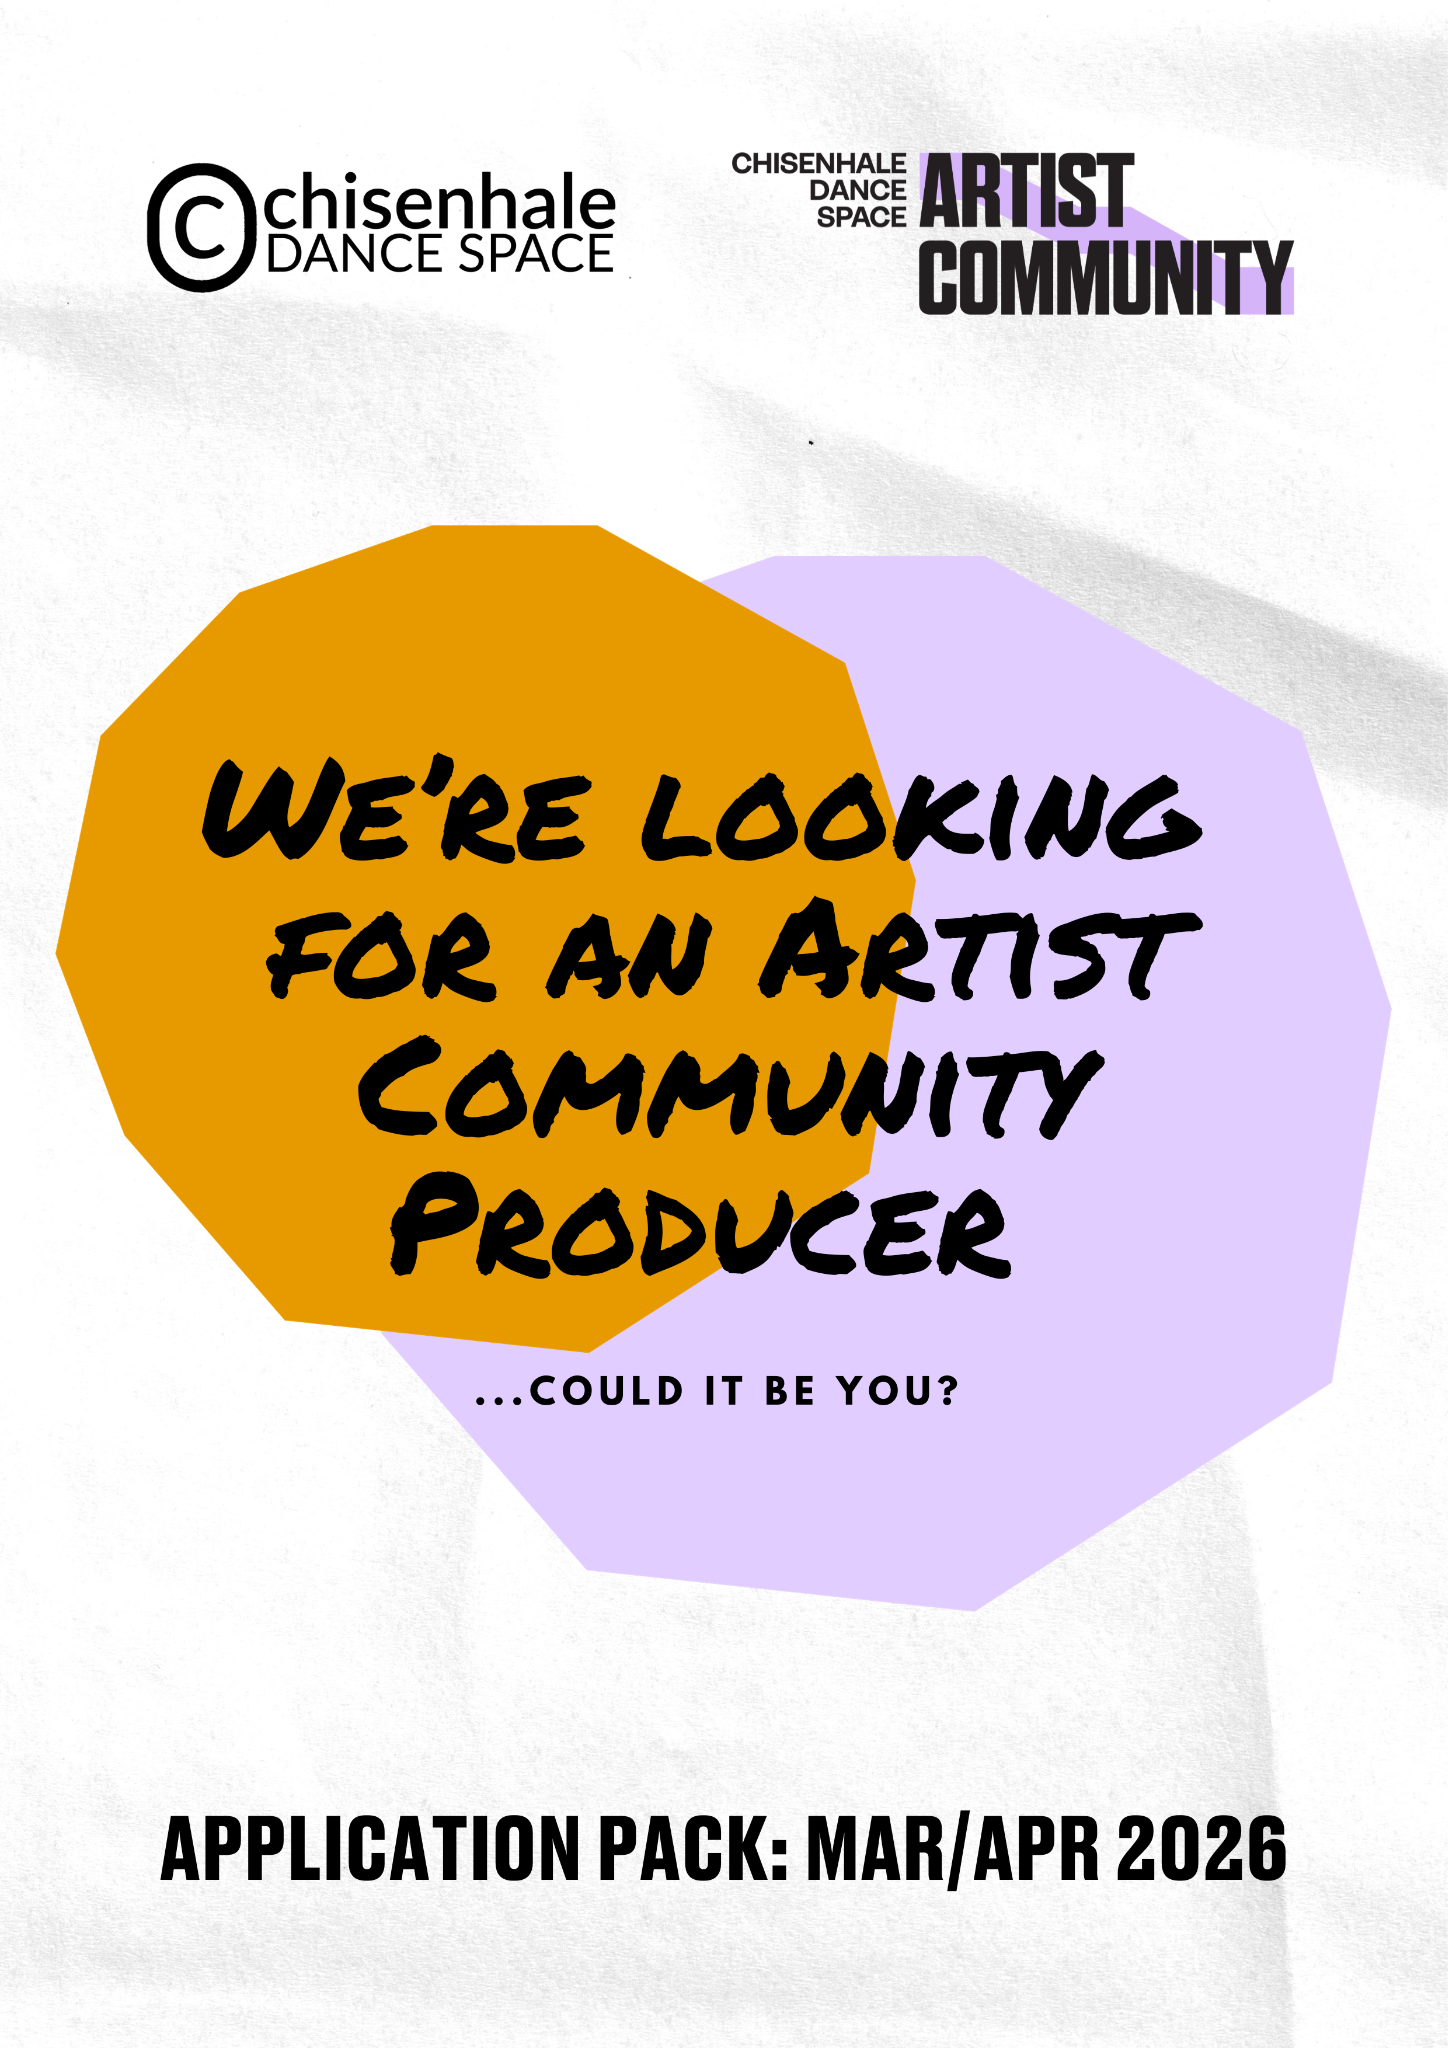 © chisenhale
DANCE SPACE
CHISENHALE
DANCE
SPACE
ARTIST
COMMUNITY
We're looking
for an Artist
Community
Producer
...COULD IT BE YOU?
APPLICATION PACK: MAR/APR 2026